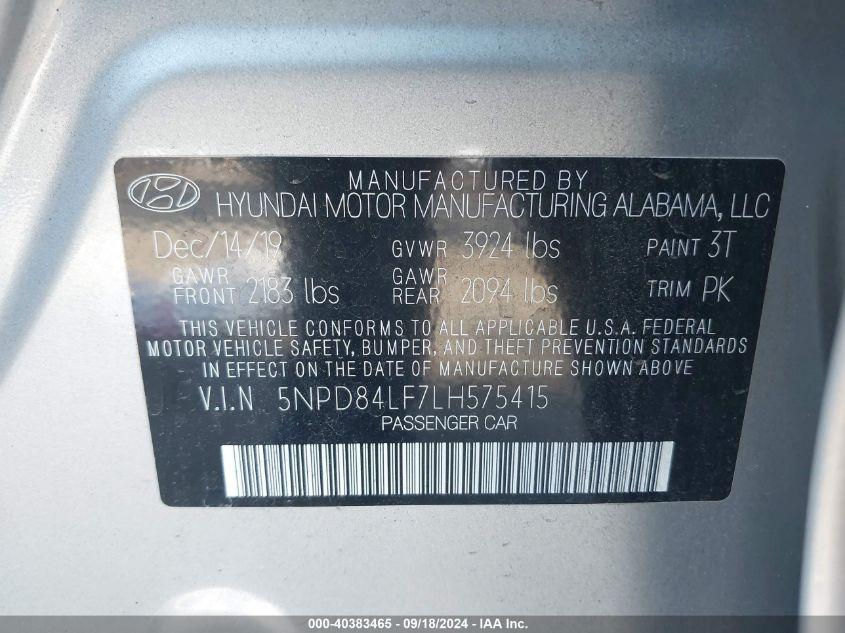 MANUFACTURED BY
HYUNDAI MOTOR MANUFACTURING ALABAMA, LLC
Dec/14/19 GVWR 3924 lbs PAINT 3T
GAWR FRONT 2183 lbs GAWR REAR 2094 lbs TRIM PK
THIS VEHICLE CONFORMS TO ALL APPLICABLE U.S.A. FEDERAL
MOTOR VEHICLE SAFETY, BUMPER, AND THEFT PREVENTION STANDARDS
IN EFFECT ON THE DATE OF MANUFACTURE SHOWN ABOVE
V.I.N 5NPD84LF7LH575415
PASSENGER CAR
000-40383465 - 09/18/2024 - IAA Inc.